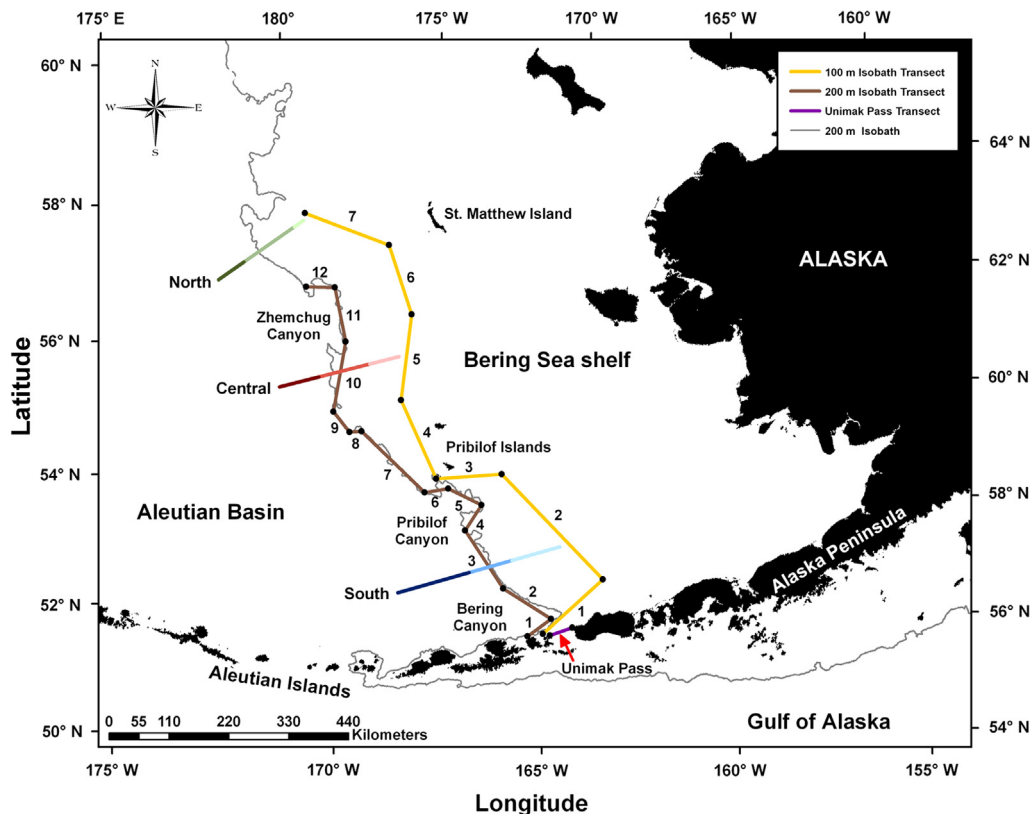 175° E
180°
175° W
170° W
165° W
160° W
60° N
58° N
56° N
54° N
52° N
50° N
64° N
62° N
60° N
58° N
56° N
54° N
175° W
170° W
165° W
160° W
155° W
Latitude
Longitude
N
W
E
S
100 m Isobath Transect
200 m Isobath Transect
Unimak Pass Transect
200 m Isobath
St. Matthew Island
ALASKA
North
Zhemchug
Canyon
Bering Sea shelf
Central
Pribilof Islands
Aleutian Basin
Pribilof
Canyon
Alaska Peninsula
South
Bering
Canyon
Unimak Pass
Aleutian Islands
Gulf of Alaska
7
6
5
4
3
2
1
12
11
10
9
8
7
6
5
4
3
2
1
0
55
110
220
330
440
Kilometers